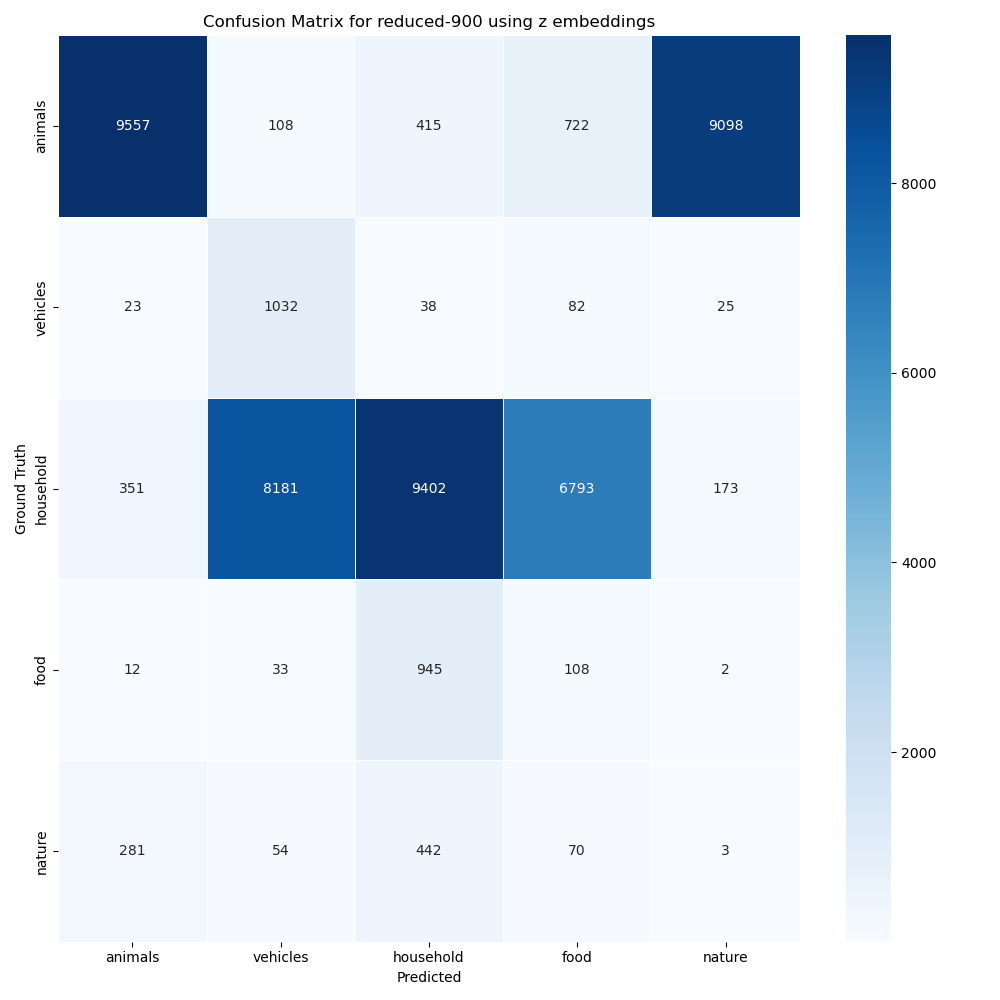 Confusion Matrix for reduced-900 using z embeddings
animals 9557 108 415 722 9098
vehicles 23 1032 38 82 25
household 351 8181 9402 6793 173
food 12 33 945 108 2
nature 281 54 442 70 3
animals vehicles household food nature
Predicted
Ground Truth
8000
6000
4000
2000